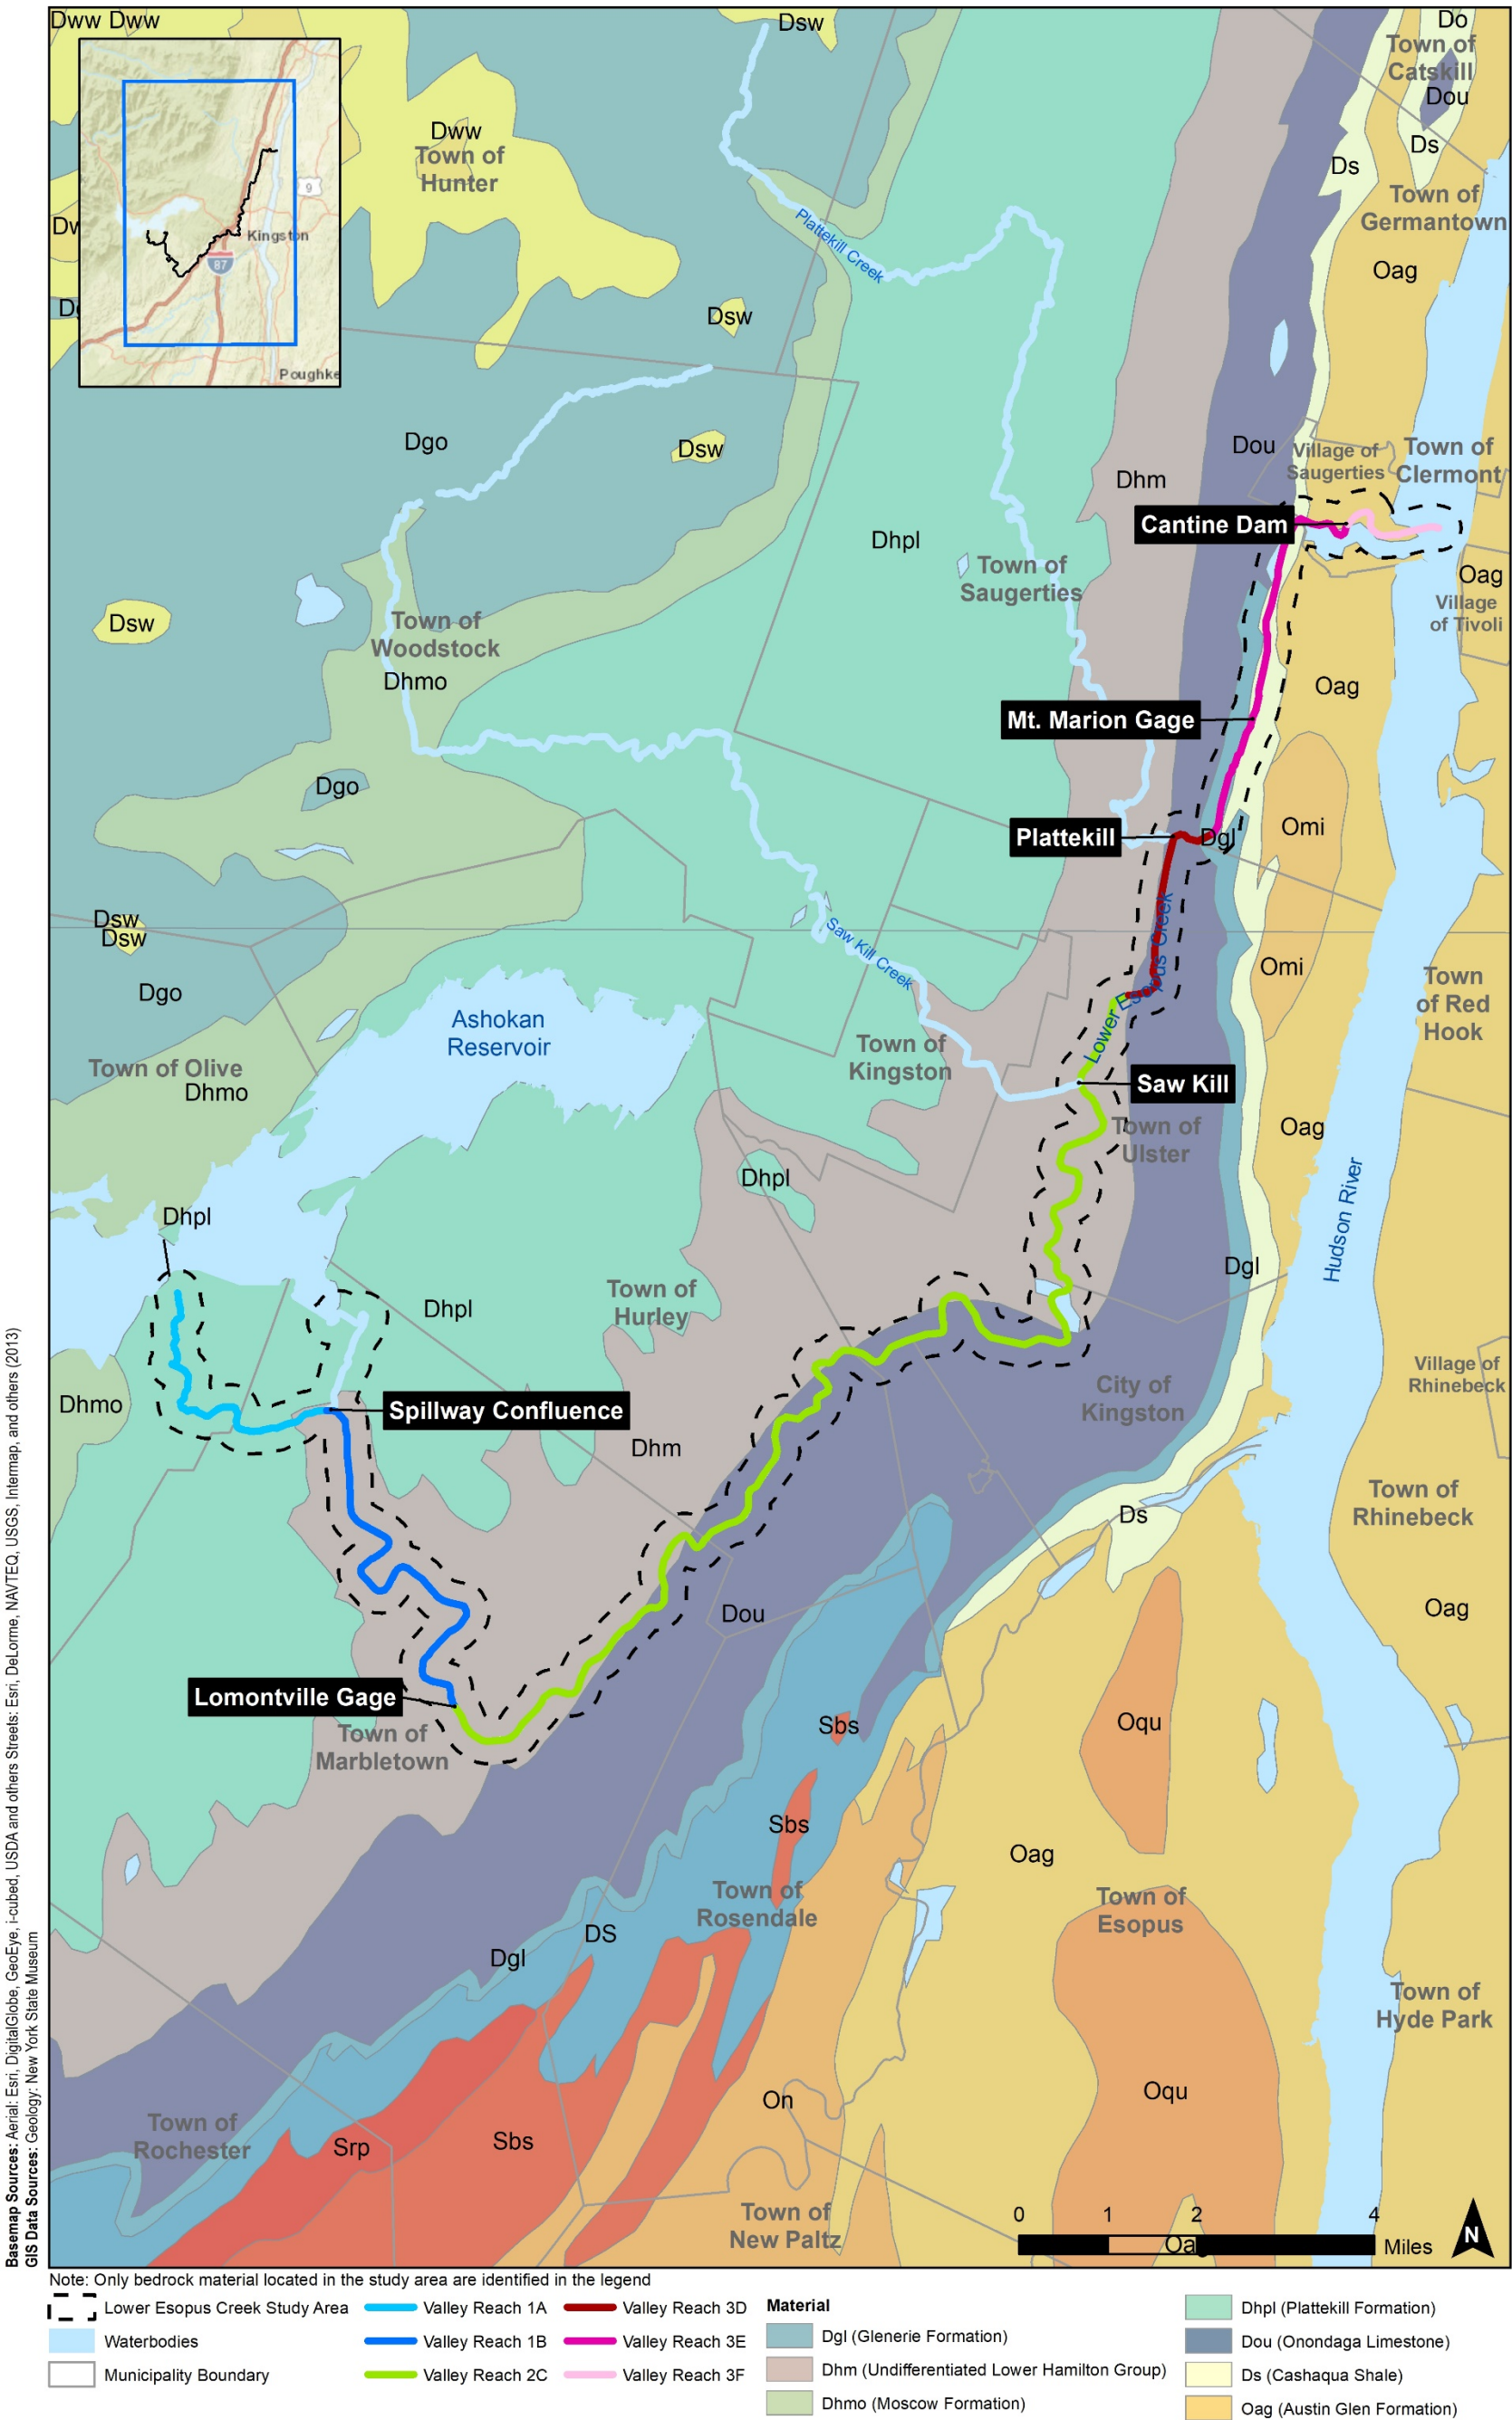 Dww Dww
Dsw
Do
Town of
Catskill
Dou
Ds
Ds
Dww
Town of
Hunter
Town of
Germantown
9
Kingston
87
Poughke
Plattekill Creek
Oag
Dsw
Dgo
Dsw
Dou
Village of
Saugerties
Town of
Clermont
Dhm
Cantine Dam
Dhpl
Town of
Saugerties
Oag
Village
of Tivoli
Dsw
Town of
Woodstock
Dhmo
Oag
Mt. Marion Gage
Dgo
Plattekill
Dgl
Omi
Dsw
Dsw
Saw Kill Creek
Omi
Dgo
Town
of Red
Hook
Ashokan
Reservoir
Lower Esopus Creek
Town of
Kingston
Town of Olive
Dhmo
Saw Kill
Town of
Ulster
Oag
Dhpl
Dhpl
Hudson River
Dgl
Town of
Hurley
Dhpl
Village of
Rhinebeck
Dhmo
Spillway Confluence
City of
Kingston
Dhm
Town of
Rhinebeck
Ds
Dou
Oag
Lomontville Gage
Town of
Marbletown
Sbs
Oqu
Sbs
Oag
Town of
Rosendale
Town of
Esopus
DS
Dgl
Town of
Hyde Park
Oqu
On
Town of
Rochester
Srp
Sbs
Town of
New Paltz
0 1 2 4
Miles
Oag
N
Basemap Sources: Aerial: Esri, DigitalGlobe, GeoEye, i-cubed, USDA and others Streets: Esri, DeLorme, NAVTEQ, USGS, Intermap, and others (2013)
GIS Data Sources: Geology: New York State Museum
Note: Only bedrock material located in the study area are identified in the legend
Lower Esopus Creek Study Area
Waterbodies
Municipality Boundary
Valley Reach 1A
Valley Reach 1B
Valley Reach 2C
Valley Reach 3D
Valley Reach 3E
Valley Reach 3F
Material
Dgl (Glenerie Formation)
Dhm (Undifferentiated Lower Hamilton Group)
Dhmo (Moscow Formation)
Dhpl (Plattekill Formation)
Dou (Onondaga Limestone)
Ds (Cashaqua Shale)
Oag (Austin Glen Formation)